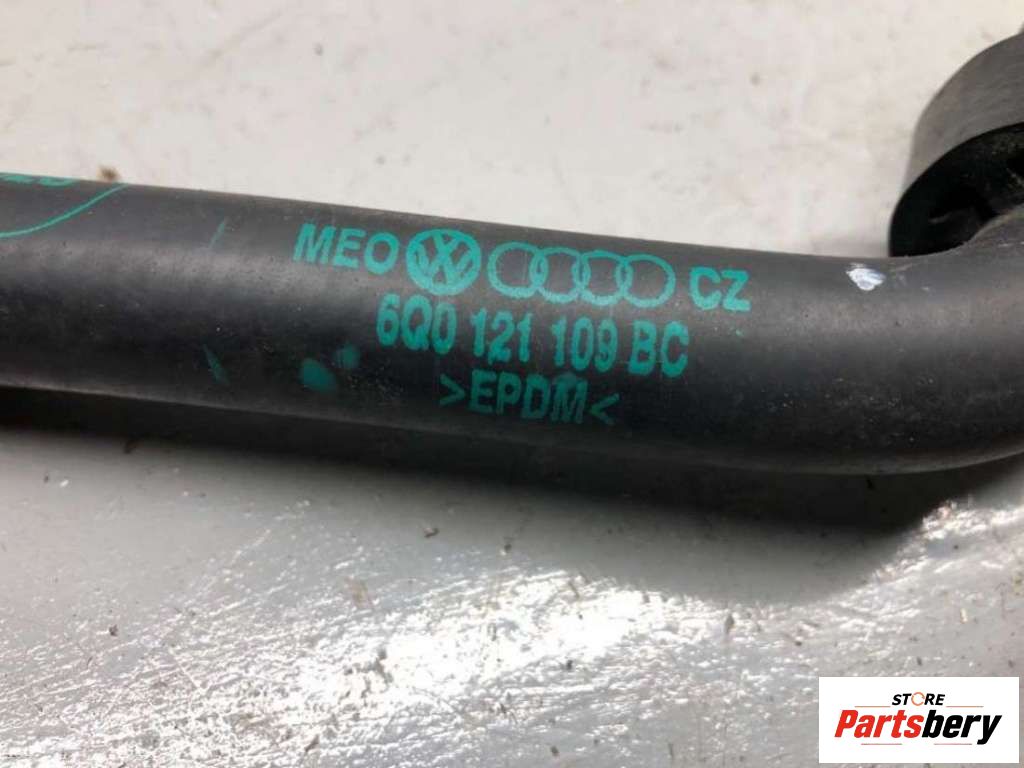 MEO CZ
6Q0 121 109 BC
>EPDM<
STORE
Partsbery